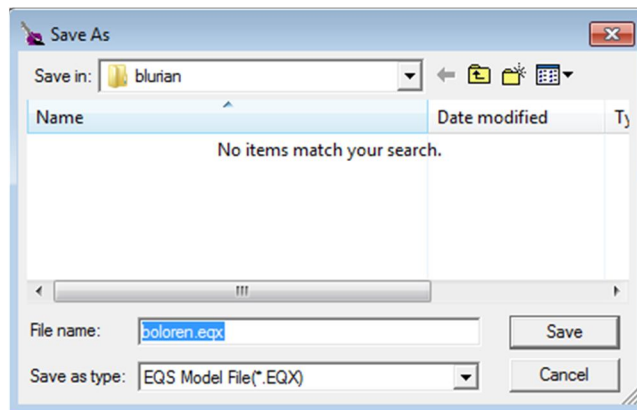 Save As
Save in: blurian
Name Date modified Ty
No items match your search.
File name: boloren.eqx Save
Save as type: EQS Model File(*.EQX) Cancel